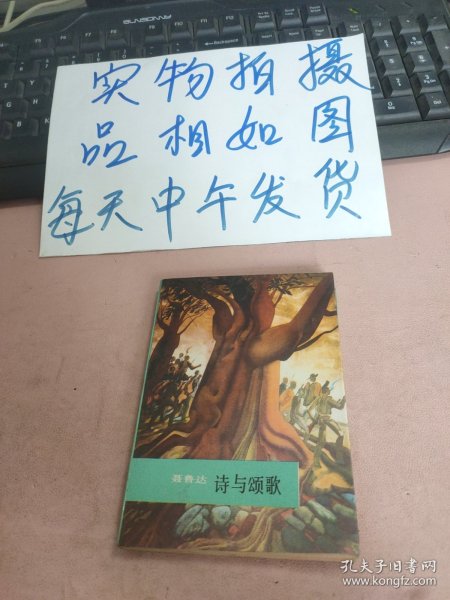 实物拍摄
品相如图
每天中午发货
聂鲁达 诗与颂歌
孔夫子旧书网
www.kongfz.com